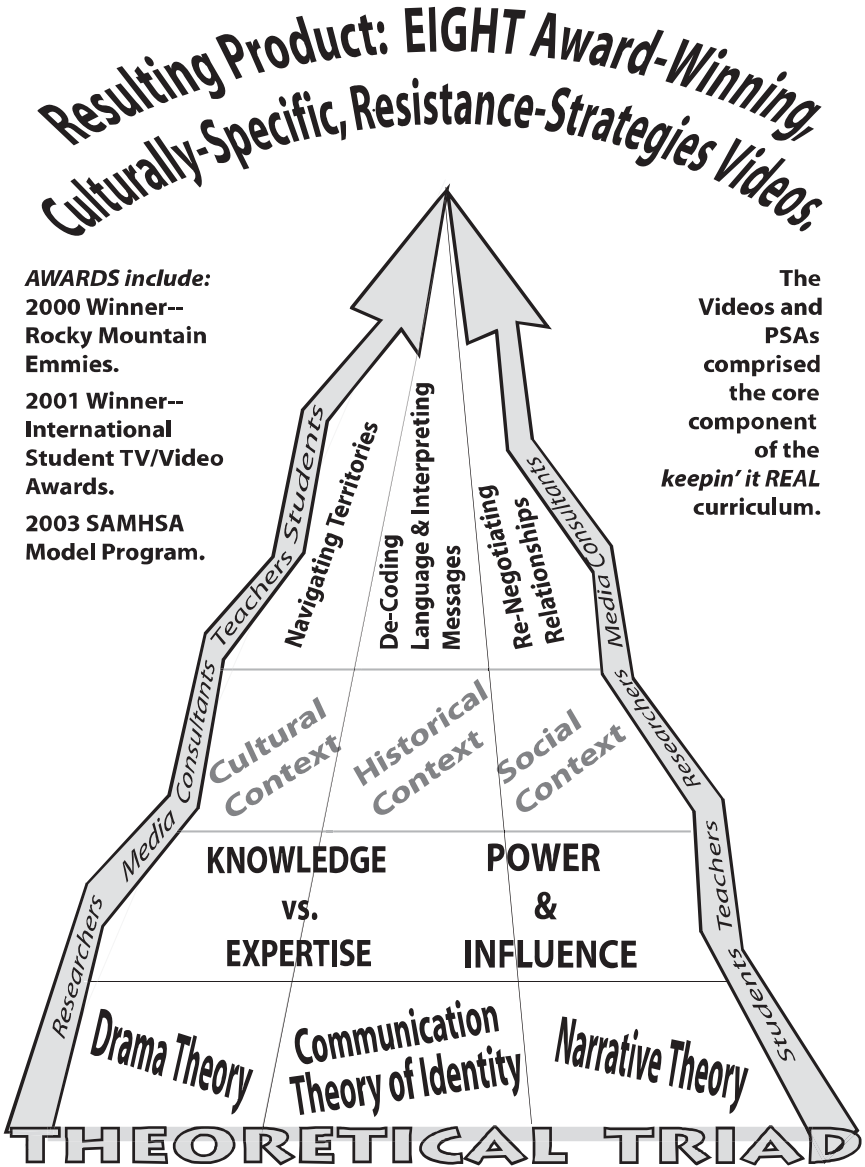 Resulting Product: EIGHT Award-Winning,
Culturally-Specific, Resistance-Strategies Videos.
AWARDS include:
2000 Winner--
Rocky Mountain
Emmies.
2001 Winner--
International
Student TV/Video
Awards.
2003 SAMHSA
Model Program.
The
Videos and
PSAs
comprised
the core
component
of the
keepin' it REAL
curriculum.
Researchers Media Consultants Teachers Students
Navigating Territories
De-Coding
Language & Interpreting
Messages
Re-Negotiating
Relationships
Media Consultants Researchers Teachers Students
Cultural
Context
Historical
Context
Social
Context
KNOWLEDGE
vs.
EXPERTISE
POWER
&
INFLUENCE
Drama Theory
Communication
Theory of Identity
Narrative Theory
THEORETICAL TRIAD